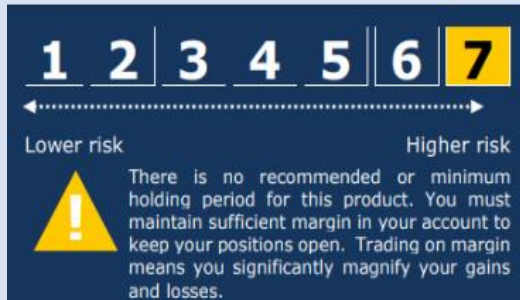 1 2 3 4 5 6 7
Lower risk Higher risk
!
There is no recommended or minimum
holding period for this product. You must
maintain sufficient margin in your account to
keep your positions open. Trading on margin
means you significantly magnify your gains
and losses.